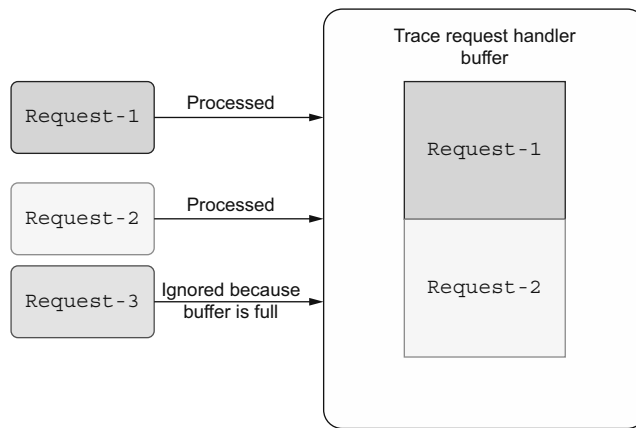 Trace request handler
buffer
Request-1
Processed
Request-1
Request-2
Processed
Request-3
Ignored because
buffer is full
Request-2